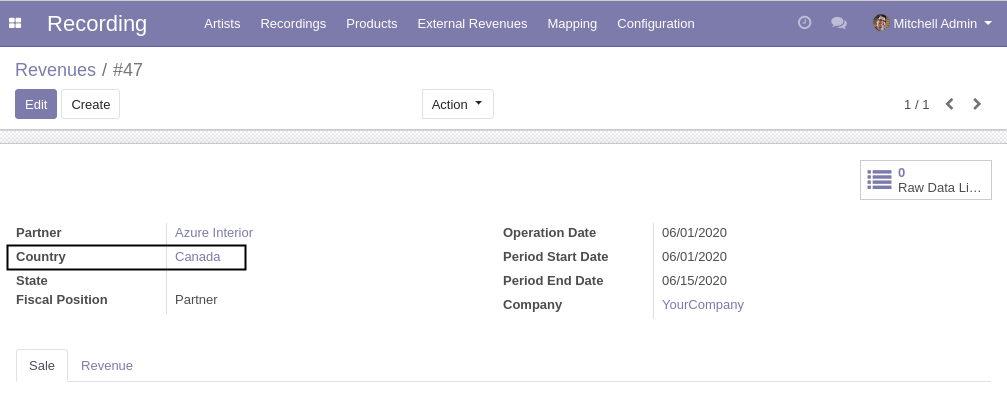 Recording Artists Recordings Products External Revenues Mapping Configuration Mitchell Admin
Revenues / #47
Edit Create Action 1 / 1
0
Raw Data Li...
Partner Azure Interior Operation Date 06/01/2020
Country Canada Period Start Date 06/01/2020
State Period End Date 06/15/2020
Fiscal Position Partner Company YourCompany
Sale Revenue